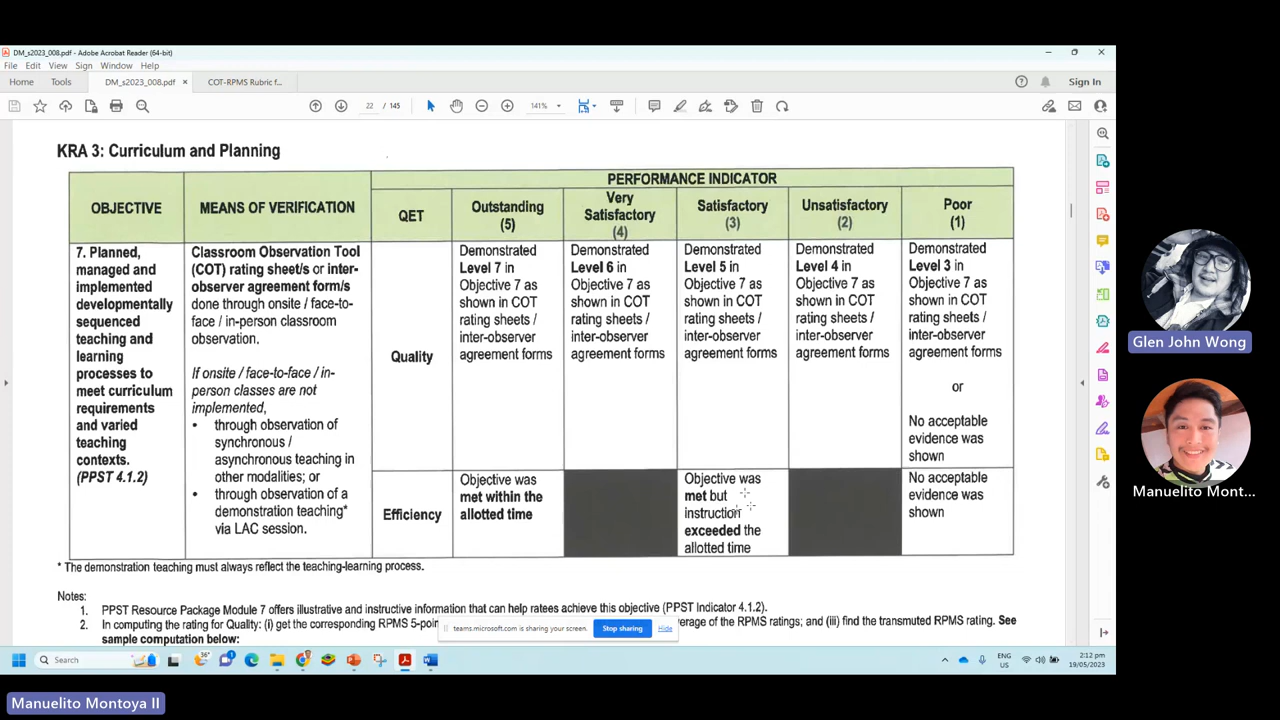 DM_s2023_008.pdf - Adobe Acrobat Reader (64-bit)
File Edit View Sign Window Help
Home Tools DM_s2023_008.pdf × COT-RPMS Rubric f... Sign In
22 / 145 141%
KRA 3: Curriculum and Planning
OBJECTIVE
MEANS OF VERIFICATION
PERFORMANCE INDICATOR
QET
Outstanding
(5)
Very
Satisfactory
(4)
Satisfactory
(3)
Unsatisfactory
(2)
Poor
(1)
7. Planned,
managed and
implemented
developmentally
sequenced
teaching and
learning
processes to
meet curriculum
requirements
and varied
teaching
contexts.
(PPST 4.1.2)
Classroom Observation Tool
(COT) rating sheet/s or inter-
observer agreement form/s
done through onsite / face-to-
face / in-person classroom
observation.
If onsite / face-to-face / in-
person classes are not
implemented,
• through observation of
synchronous /
asynchronous teaching in
other modalities; or
• through observation of a
demonstration teaching*
via LAC session.
Quality
Demonstrated
Level 7 in
Objective 7 as
shown in COT
rating sheets /
inter-observer
agreement forms
Demonstrated
Level 6 in
Objective 7 as
shown in COT
rating sheets /
inter-observer
agreement forms
Demonstrated
Level 5 in
Objective 7 as
shown in COT
rating sheets /
inter-observer
agreement forms
Demonstrated
Level 4 in
Objective 7 as
shown in COT
rating sheets /
inter-observer
agreement forms
Demonstrated
Level 3 in
Objective 7 as
shown in COT
rating sheets /
inter-observer
agreement forms
or
No acceptable
evidence was
shown
Efficiency
Objective was
met within the
allotted time
Objective was
met but
instruction
exceeded the
allotted time
No acceptable
evidence was
shown
* The demonstration teaching must always reflect the teaching-learning process.
Notes:
1. PPST Resource Package Module 7 offers illustrative and instructive information that can help ratees achieve this objective (PPST Indicator 4.1.2).
2. In computing the rating for Quality: (i) get the corresponding RPMS 5-poin verage of the RPMS ratings; and (iii) find the transmuted RPMS rating. See
sample computation below:
teams.microsoft.com is sharing your screen. Stop sharing Hide
Search
36°
ENG
US
2:12 pm
19/05/2023
Glen John Wong
Manuelito Mont...
Manuelito Montoya II